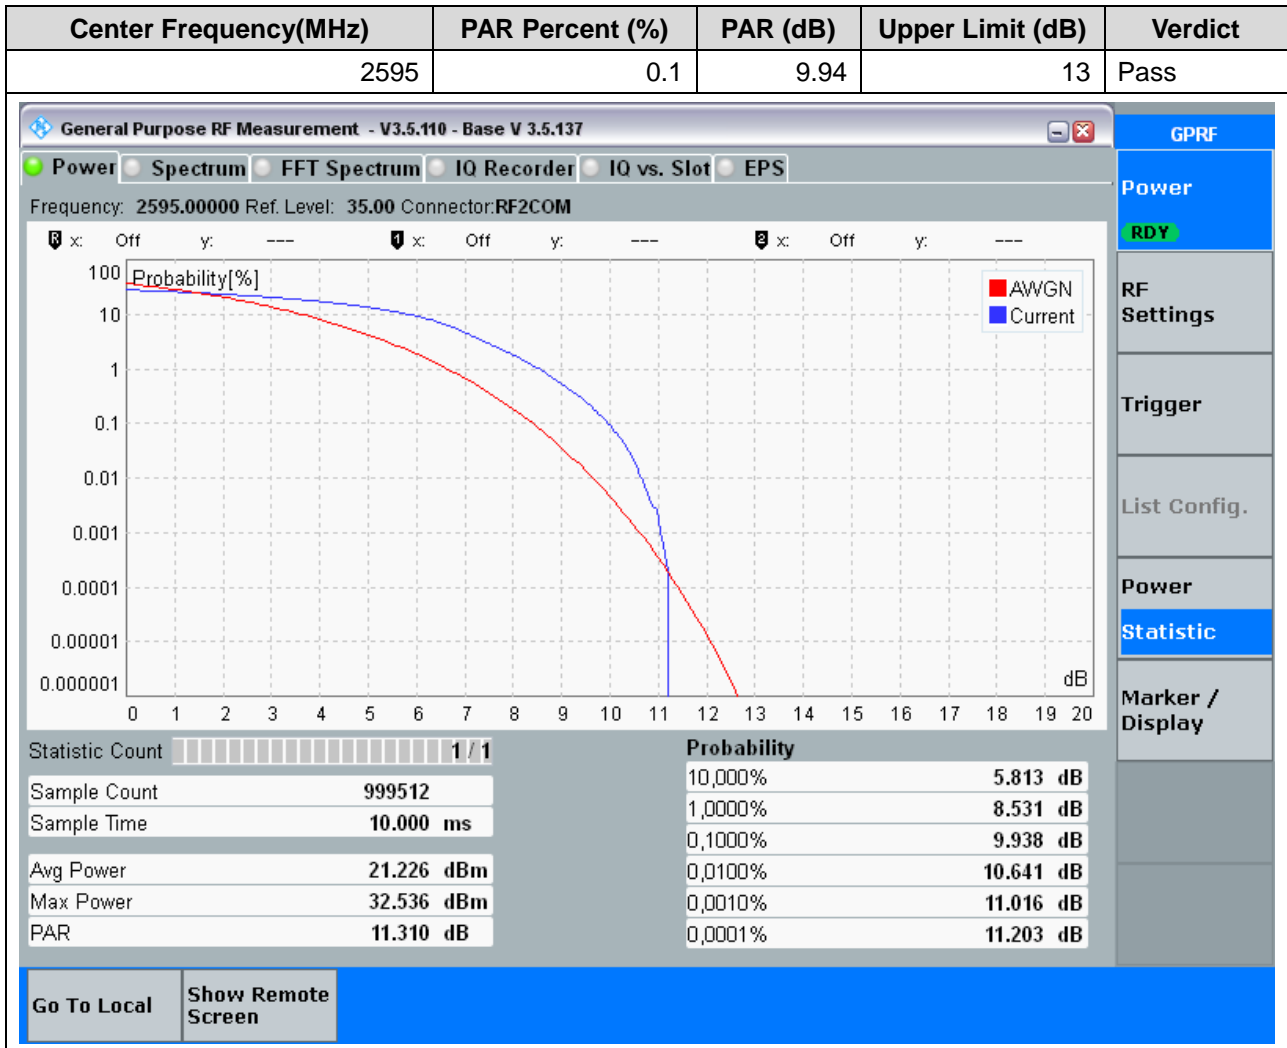 Center Frequency(MHz) PAR Percent (%) PAR (dB) Upper Limit (dB) Verdict
2595 0.1 9.94 13 Pass
General Purpose RF Measurement - V3.5.110 - Base V 3.5.137
GPRF
Power Spectrum FFT Spectrum IQ Recorder IQ vs. Slot EPS
Power
RDY
Frequency: 2595.00000 Ref. Level: 35.00 Connector:RF2COM
R x: Off y: --- 1 x: Off y: --- 2 x: Off y: ---
Probability[%]
AWGN
Current
100
10
1
0.1
0.01
0.001
0.0001
0.00001
0.000001
dB
0 1 2 3 4 5 6 7 8 9 10 11 12 13 14 15 16 17 18 19 20
RF
Settings
Trigger
List Config.
Power
Statistic
Marker /
Display
Statistic Count 1 / 1
Sample Count 999512
Sample Time 10.000 ms
Avg Power 21.226 dBm
Max Power 32.536 dBm
PAR 11.310 dB
Probability
10,000% 5.813 dB
1,0000% 8.531 dB
0,1000% 9.938 dB
0,0100% 10.641 dB
0,0010% 11.016 dB
0,0001% 11.203 dB
Go To Local
Show Remote
Screen